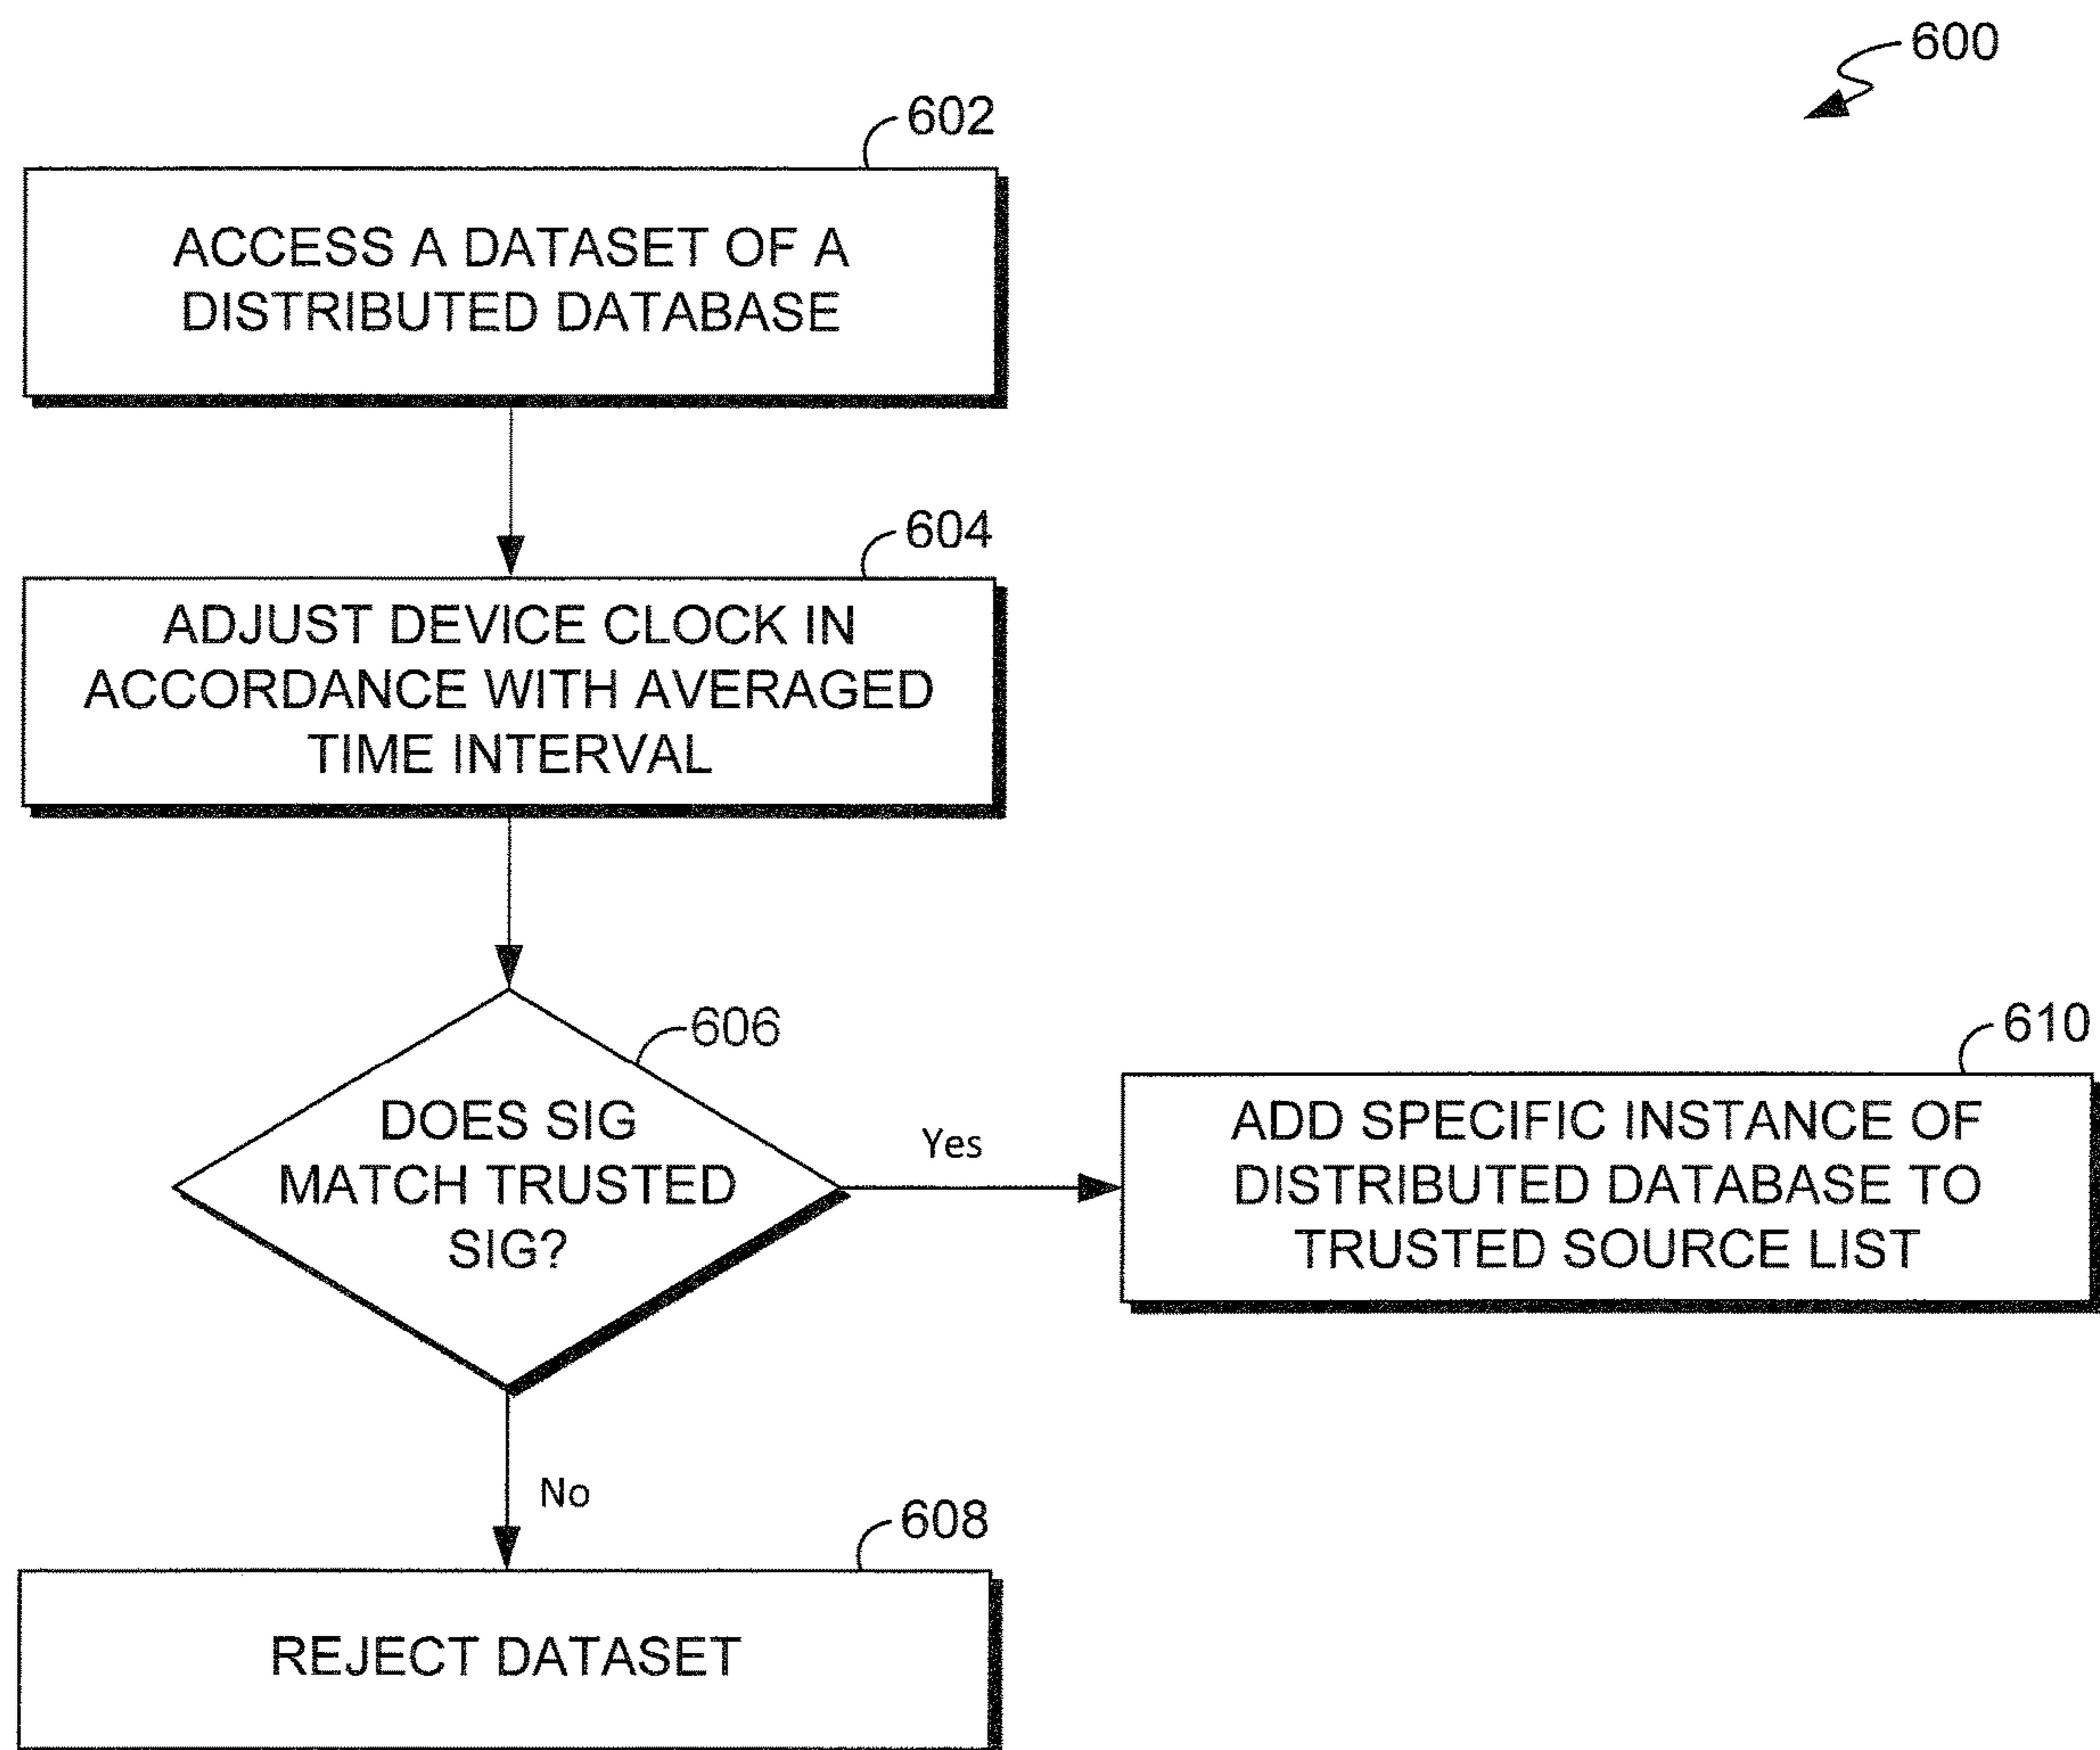 600
602
ACCESS A DATASET OF A
DISTRIBUTED DATABASE
604
ADJUST DEVICE CLOCK IN
ACCORDANCE WITH AVERAGED
TIME INTERVAL
606
DOES SIG
MATCH TRUSTED
SIG?
Yes
610
ADD SPECIFIC INSTANCE OF
DISTRIBUTED DATABASE TO
TRUSTED SOURCE LIST
No
608
REJECT DATASET